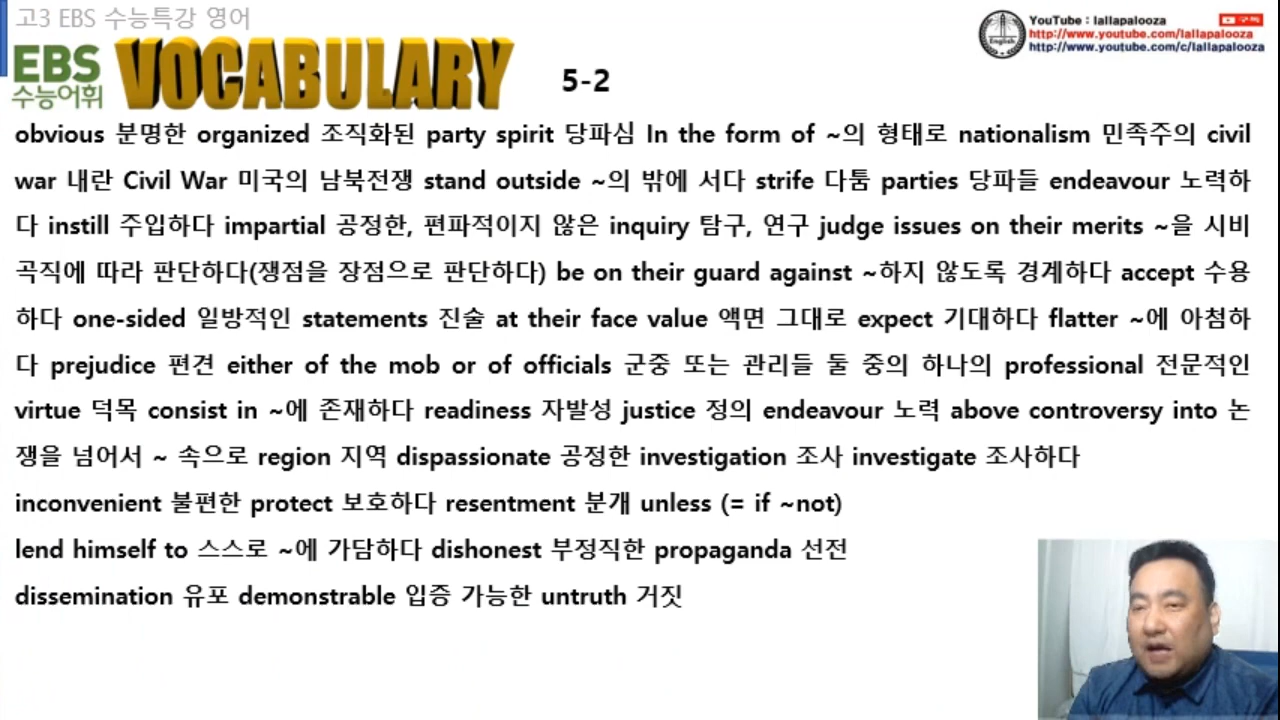 고3 EBS 수능특강 영어
YouTube : lallapalooza
구독
http://www.youtube.com/lallapalooza
http://www.youtube.com/c/lallapalooza
English
EBS
수능어휘
VOCABULARY
5-2
obvious 분명한 organized 조직화된 party spirit 당파심 In the form of ~의 형태로 nationalism 민족주의 civil
war 내란 Civil War 미국의 남북전쟁 stand outside ~의 밖에 서다 strife 다툼 parties 당파들 endeavour 노력하
다 instill 주입하다 impartial 공정한, 편파적이지 않은 inquiry 탐구, 연구 judge issues on their merits ~을 시비
곡직에 따라 판단하다(쟁점을 장점으로 판단하다) be on their guard against ~하지 않도록 경계하다 accept 수용
하다 one-sided 일방적인 statements 진술 at their face value 액면 그대로 expect 기대하다 flatter ~에 아첨하
다 prejudice 편견 either of the mob or of officials 군중 또는 관리들 둘 중의 하나의 professional 전문적인
virtue 덕목 consist in ~에 존재하다 readiness 자발성 justice 정의 endeavour 노력 above controversy into 논
쟁을 넘어서 ~ 속으로 region 지역 dispassionate 공정한 investigation 조사 investigate 조사하다
inconvenient 불편한 protect 보호하다 resentment 분개 unless (= if ~not)
lend himself to 스스로 ~에 가담하다 dishonest 부정직한 propaganda 선전
dissemination 유포 demonstrable 입증 가능한 untruth 거짓